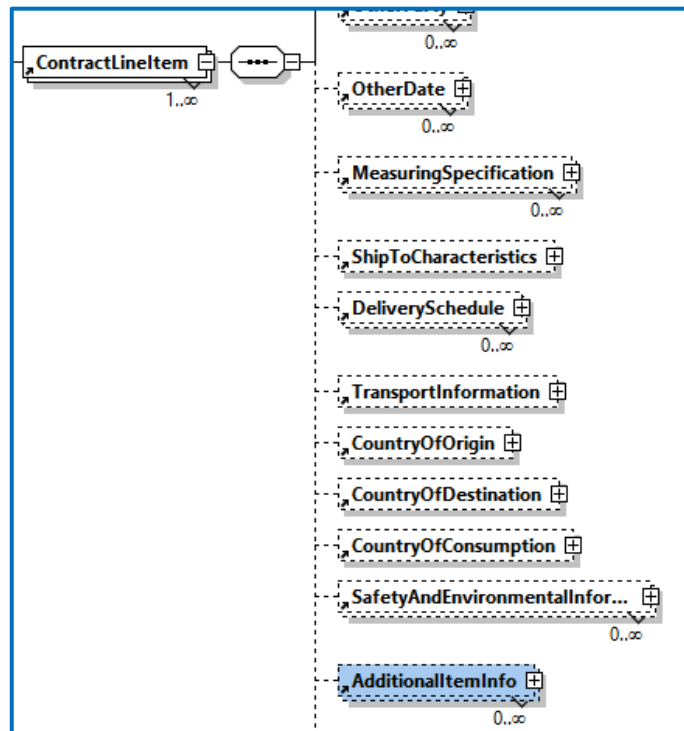 ContractLineItem
1..∞
0..∞
OtherDate
0..∞
MeasuringSpecification
0..∞
ShipToCharacteristics
DeliverySchedule
0..∞
TransportInformation
CountryOfOrigin
CountryOfDestination
CountryOfConsumption
SafetyAndEnvironmentalInfor...
0..∞
AdditionalItemInfo
0..∞